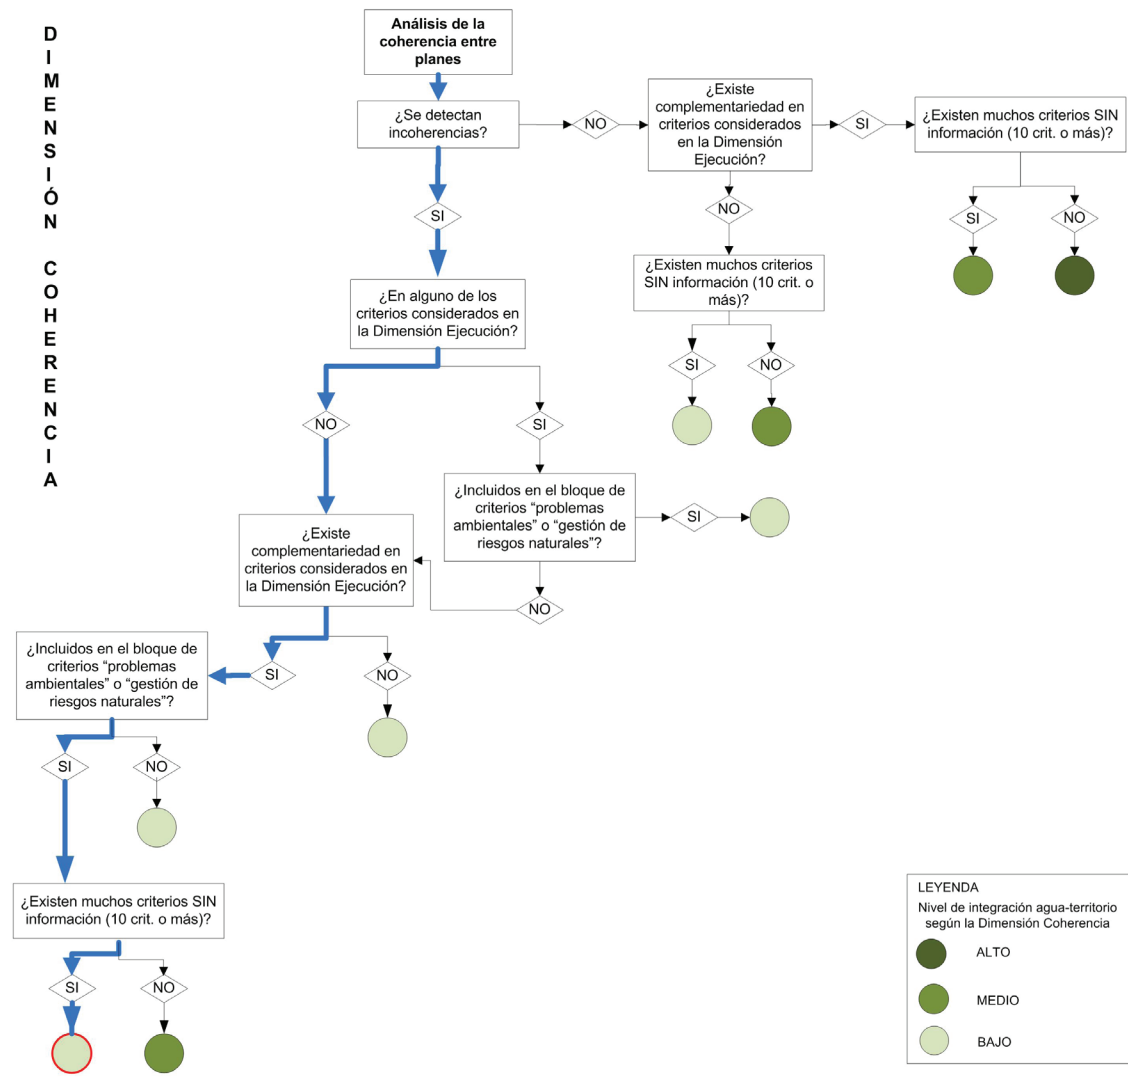 DIMENSIÓN COHERENCIA
Análisis de la
coherencia entre
planes
¿Se detectan
incoherencias?
NO
¿Existe
complementariedad en
criterios considerados
en la Dimensión
Ejecución?
SI
¿Existen muchos criterios SIN
información (10 crit. o más)?
SI
NO
NO
¿Existen muchos criterios
SIN información (10 crit. o
más)?
SI
NO
SI
¿En alguno de los
criterios considerados en
la Dimensión Ejecución?
NO
SI
¿Incluidos en el bloque de
criterios “problemas
ambientales” o “gestión de
riesgos naturales”?
SI
NO
¿Existe
complementariedad en
criterios considerados en
la Dimensión Ejecución?
SI
NO
¿Incluidos en el bloque de
criterios “problemas
ambientales” o “gestión de
riesgos naturales”?
SI
NO
¿Existen muchos criterios SIN
información (10 crit. o más)?
SI
NO
LEYENDA
Nivel de integración agua-territorio
según la Dimensión Coherencia
ALTO
MEDIO
BAJO